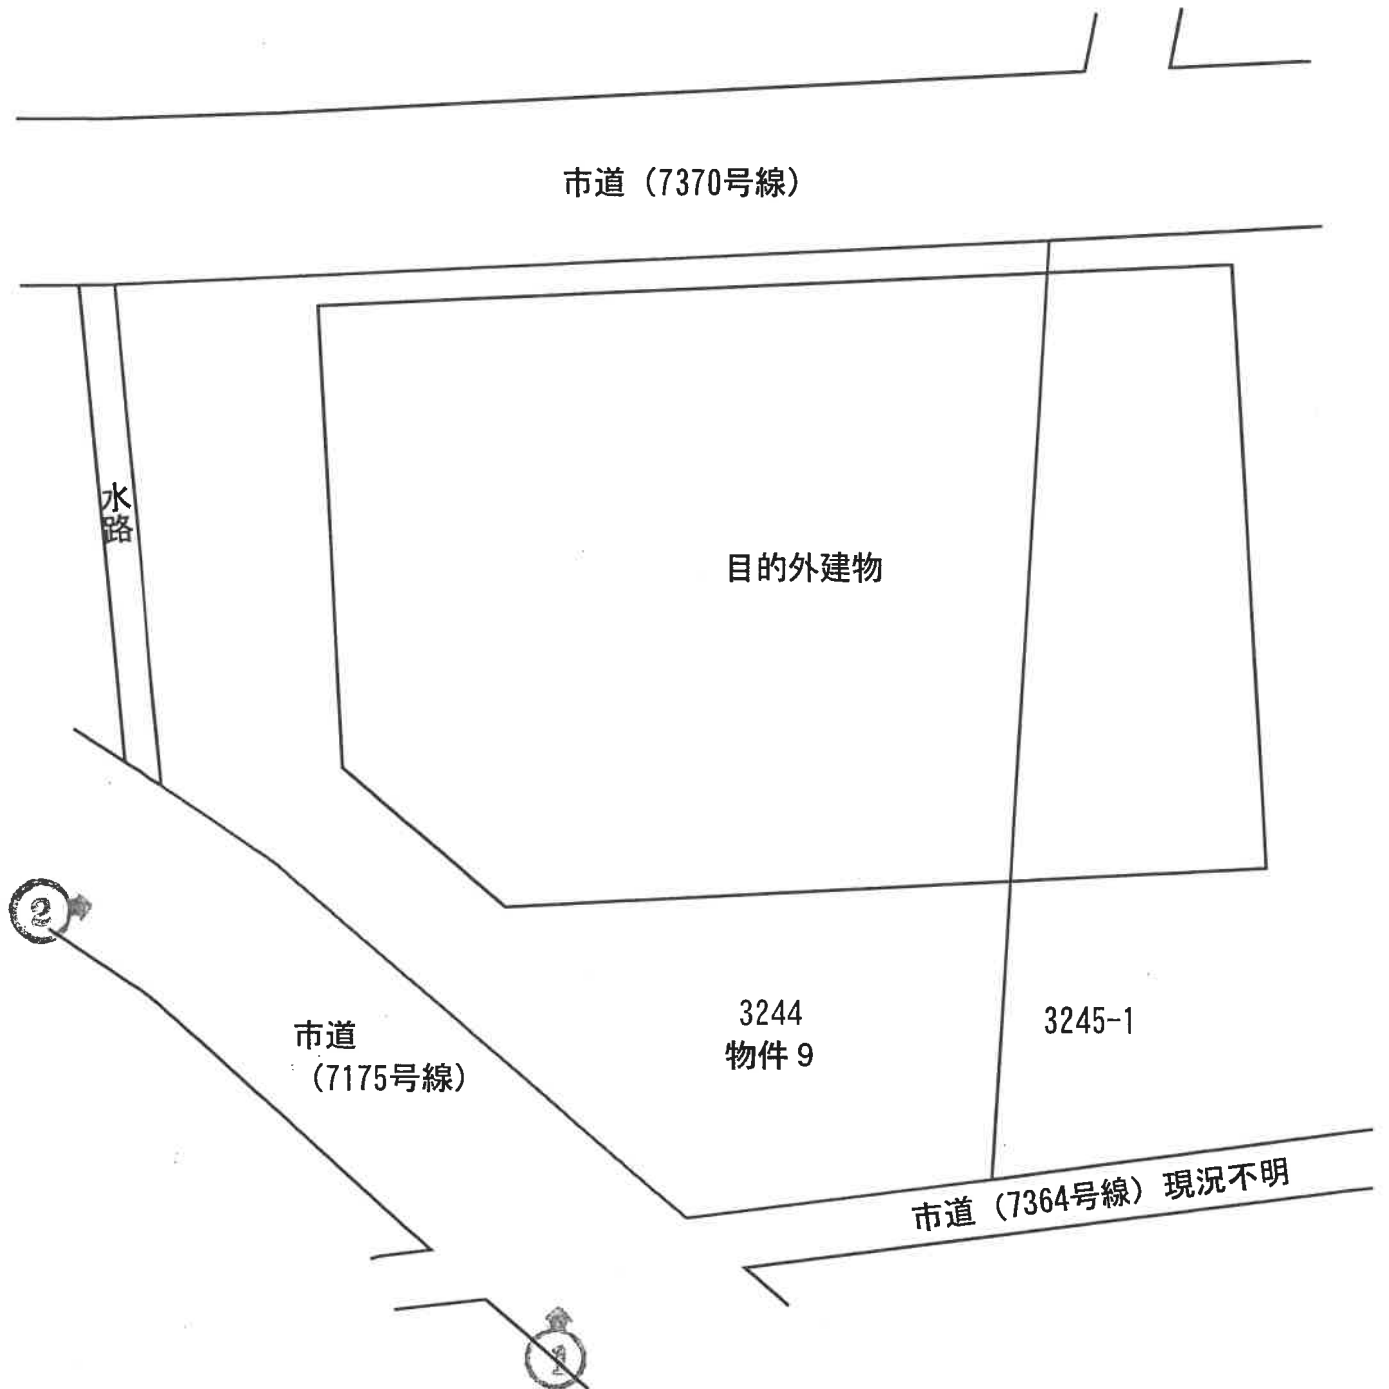 市道（7370号線）
水
路
目的外建物
2
3244
物件９
3245-1
市道
（7175号線）
市道（7364号線）現況不明
1